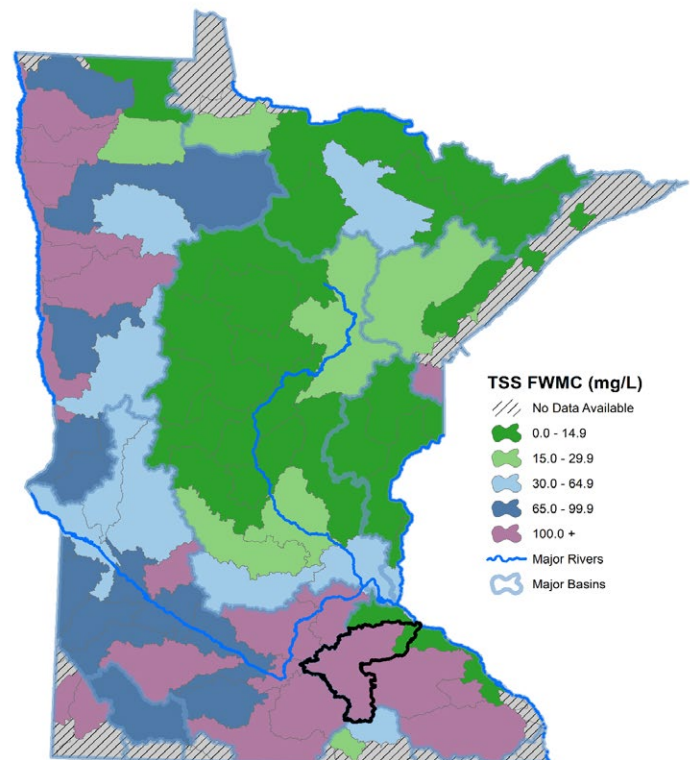 TSS FWMC (mg/L)
No Data Available
0.0 - 14.9
15.0 - 29.9
30.0 - 64.9
65.0 - 99.9
100.0 +
Major Rivers
Major Basins